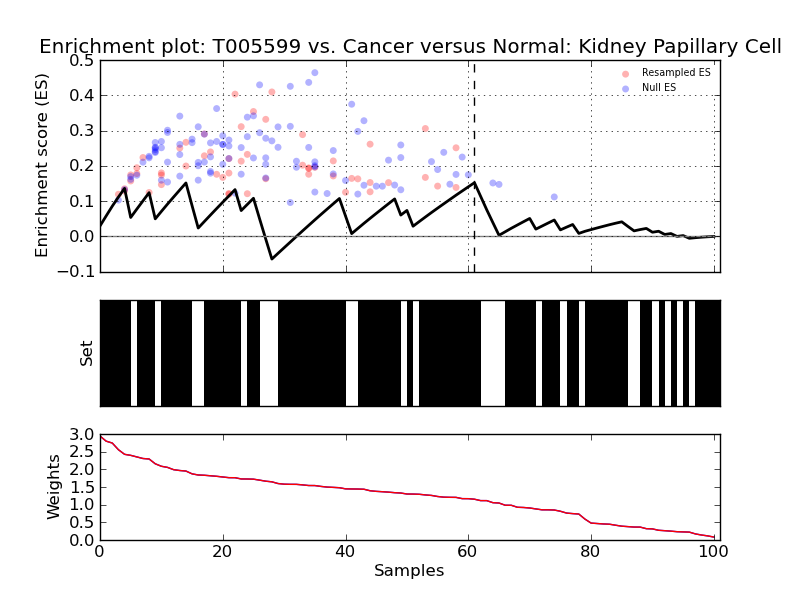 Enrichment plot: T005599 vs. Cancer versus Normal: Kidney Papillary Cell
0.5
0.4
0.3
0.2
0.1
0.0
−0.1
Enrichment score (ES)
Resampled ES
Null ES
Set
3.0
2.5
2.0
1.5
1.0
0.5
0.0
Weights
0 20 40 60 80 100
Samples